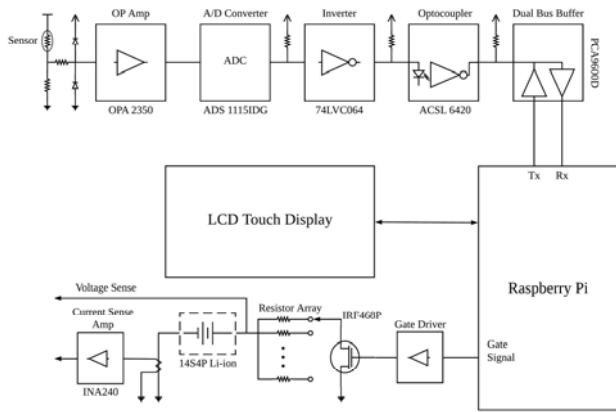 OP Amp
A/D Converter
Inverter
Optocoupler
Dual Bus Buffer
Sensor
ADC
PCA9600D
OPA 2350
ADS 1115IDG
74LVC064
ACSL 6420
Tx
Rx
LCD Touch Display
Raspberry Pi
Voltage Sense
Current Sense
Amp
Resistor Array
IRF468P
Gate Driver
Gate
Signal
14S4P Li-ion
INA240